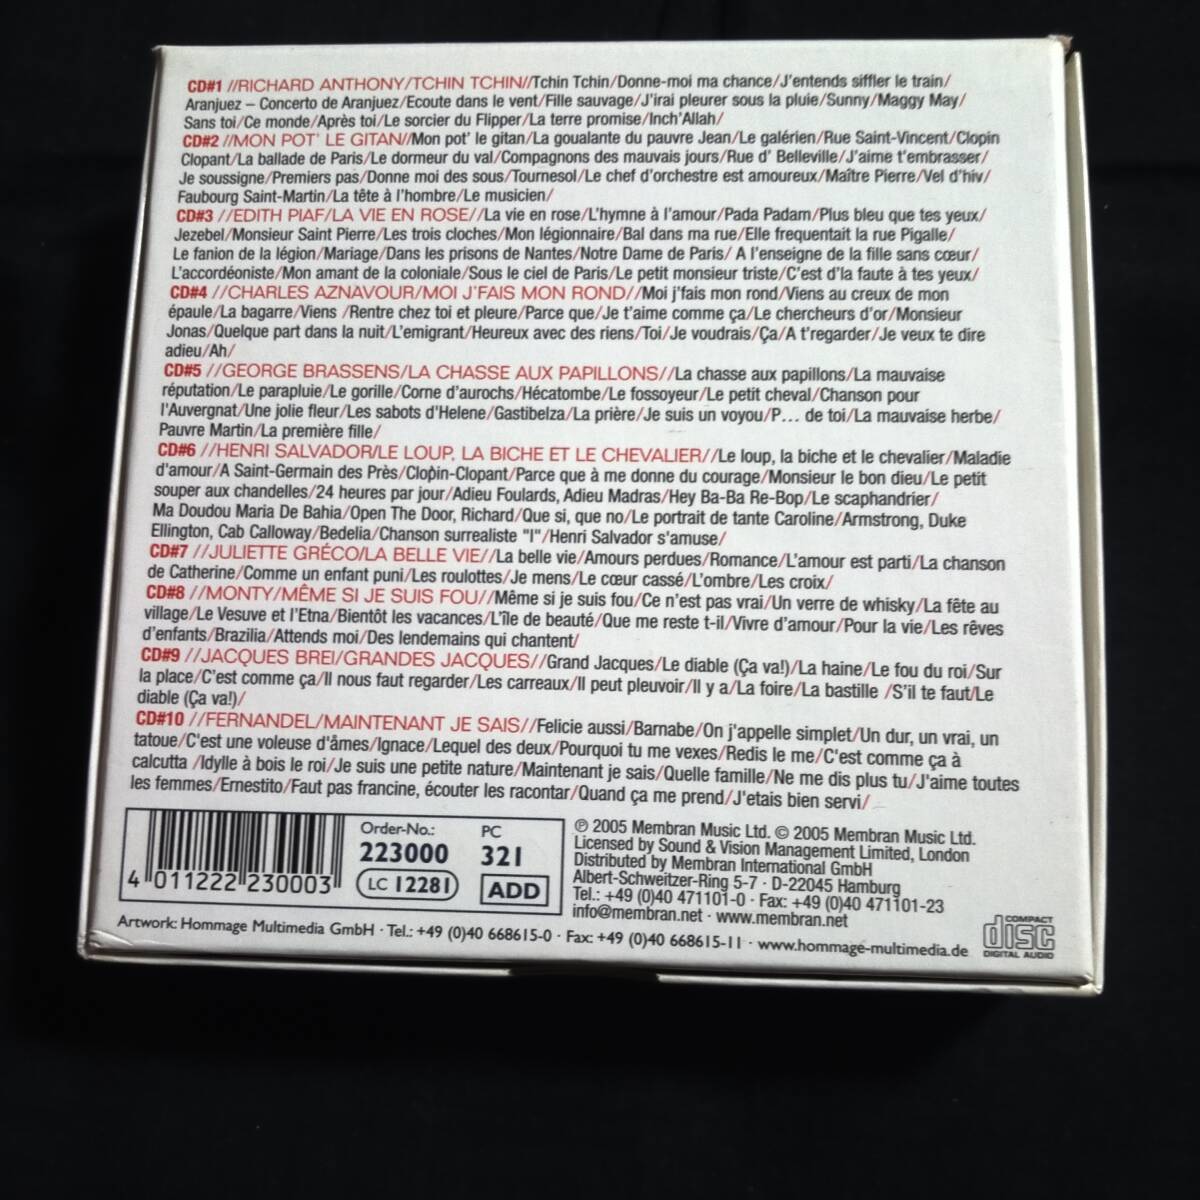 CD#1 //RICHARD ANTHONY/TCHIN TCHIN//Tchin Tchin/Donne-moi ma chance/J'entends siffler le train/
Aranjuez – Concerto de Aranjuez/Ecoute dans le vent/Fille sauvage/J'irai pleurer sous la pluie/Sunny/Maggy May/
Sans toi/Ce monde/Après toi/Le sorcier du Flipper/La terre promise/Inch'Allah/
CD#2 //MON POT' LE GITAN//Mon pot' le gitan/La goualante du pauvre Jean/Le galérien/Rue Saint-Vincent/Clopin
Clopant/La ballade de Paris/Le dormeur du val/Compagnons des mauvais jours/Rue d' Belleville/J'aime t'embrasser/
Je soussigne/Premiers pas/Donne moi des sous/Tournesol/Le chef d'orchestre est amoureux/Maître Pierre/Vel d'hiv/
Faubourg Saint-Martin/La tête à l'hombre/Le musicien/
CD#3 //EDITH PIAF/LA VIE EN ROSE//La vie en rose/L'hymne à l'amour/Pada Padam/Plus bleu que tes yeux/
Jezebel/Monsieur Saint Pierre/Les trois cloches/Mon légionnaire/Bal dans ma rue/Elle frequentait la rue Pigalle/
Le fanion de la légion/Mariage/Dans les prisons de Nantes/Notre Dame de Paris/ A l'enseigne de la fille sans cœur/
L'accordéoniste/Mon amant de la coloniale/Sous le ciel de Paris/Le petit monsieur triste/C'est d'la faute à tes yeux/
CD#4 //CHARLES AZNAVOUR/MOI J'FAIS MON ROND//Moi j'fais mon rond/Viens au creux de mon
épaule/La bagarre/Viens /Rentre chez toi et pleure/Parce que/Je t'aime comme ça/Le chercheurs d'or/Monsieur
Jonas/Quelque part dans la nuit/L'emigrant/Heureux avec des riens/Toi/Je voudrais/Ça/A t'regarder/Je veux te dire
adieu/Ah/
CD#5 //GEORGE BRASSENS/LA CHASSE AUX PAPILLONS//La chasse aux papillons/La mauvaise
réputation/Le parapluie/Le gorille/Corne d'aurochs/Hécatombe/Le fossoyeur/Le petit cheval/Chanson pour
l'Auvergnat/Une jolie fleur/Les sabots d'Helene/Gastibelza/La prière/Je suis un voyou/P... de toi/La mauvaise herbe/
Pauvre Martin/La première fille/
CD#6 //HENRI SALVADOR/LE LOUP, LA BICHE ET LE CHEVALIER//Le loup, la biche et le chevalier/Maladie
d'amour/A Saint-Germain des Près/Clopin-Clopant/Parce que à me donne du courage/Monsieur le bon dieu/Le petit
souper aux chandelles/24 heures par jour/Adieu Foulards, Adieu Madras/Hey Ba-Ba Re-Bop/Le scaphandrier/
Ma Doudou Maria De Bahia/Open The Door, Richard/Que si, que no/Le portrait de tante Caroline/Armstrong, Duke
Ellington, Cab Calloway/Bedelia/Chanson surrealiste "I"/Henri Salvador s'amuse/
CD#7 //JULIETTE GRÉCO/LA BELLE VIE//La belle vie/Amours perdues/Romance/L'amour est parti/La chanson
de Catherine/Comme un enfant puni/Les roulottes/Je mens/Le cœur cassé/L'ombre/Les croix/
CD#8 //MONTY/MÊME SI JE SUIS FOU//Même si je suis fou/Ce n'est pas vrai/Un verre de whisky/La fête au
village/Le Vesuve et l'Etna/Bientôt les vacances/L'île de beauté/Que me reste t-il/Vivre d'amour/Pour la vie/Les rêves
d'enfants/Brazilia/Attends moi/Des lendemains qui chantent/
CD#9 //JACQUES BREI/GRANDES JACQUES//Grand Jacques/Le diable (Ça va!)/La haine/Le fou du roi/Sur
la place/C'est comme ça/Il nous faut regarder/Les carreaux/Il peut pleuvoir/Il y a/La foire/La bastille /S'il te faut/Le
diable (Ça va!)/
CD#10 //FERNANDEL/MAINTENANT JE SAIS//Felicie aussi/Barnabe/On j'appelle simplet/Un dur, un vrai, un
tatoue/C'est une voleuse d'âmes/Ignace/Lequel des deux/Pourquoi tu me vexes/Redis le me/C'est comme ça à
calcutta /Idylle à bois le roi/Je suis une petite nature/Maintenant je sais/Quelle famille/Ne me dis plus tu/J'aime toutes
les femmes/Ernestito/Faut pas francine, écouter les racontar/Quand ça me prend/J'etais bien servi/
4 011222 230003
Order-No.: PC
223000 321
LC 12281 ADD
℗ 2005 Membran Music Ltd. © 2005 Membran Music Ltd.
Licensed by Sound & Vision Management Limited, London
Distributed by Membran International GmbH
Albert-Schweitzer-Ring 5-7 · D-22045 Hamburg
Tel.: +49 (0)40 471101-0 · Fax: +49 (0)40 471101-23
info@membran.net · www.membran.net
Artwork: Hommage Multimedia GmbH · Tel.: +49 (0)40 668615-0 · Fax: +49 (0)40 668615-11 · www.hommage-multimedia.de
COMPACT
disc
DIGITAL AUDIO